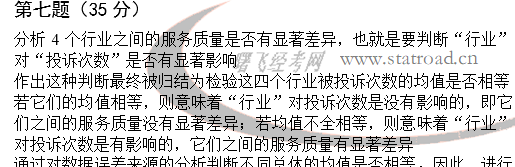 第七题（35 分）
分析 4 个行业之间的服务质量是否有显著差异，也就是要判断“行业”
对“投诉次数”是否有显著影响
www.statroad.cn
作出这种判断最终被归结为检验这四个行业被投诉次数的均值是否相等
若它们的均值相等，则意味着“行业”对投诉次数是没有影响的，即它
们之间的服务质量没有显著差异；若均值不全相等，则意味着“行业”
对投诉次数是有影响的，它们之间的服务质量有显著差异
通过对数据误差来源的分析判断不同总体的均值是否相等，因此，进行